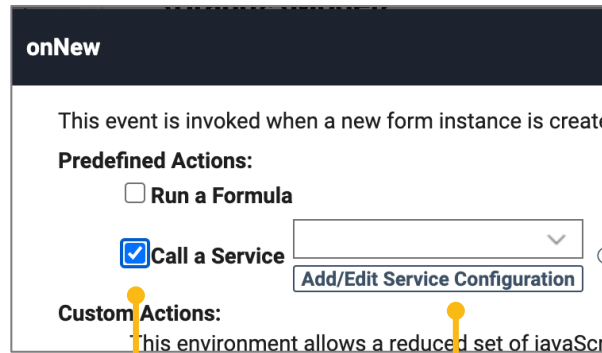 onNew
This event is invoked when a new form instance is create
Predefined Actions:
Run a Formula
Call a Service
Add/Edit Service Configuration
Custom Actions:
This environment allows a reduced set of javaScr